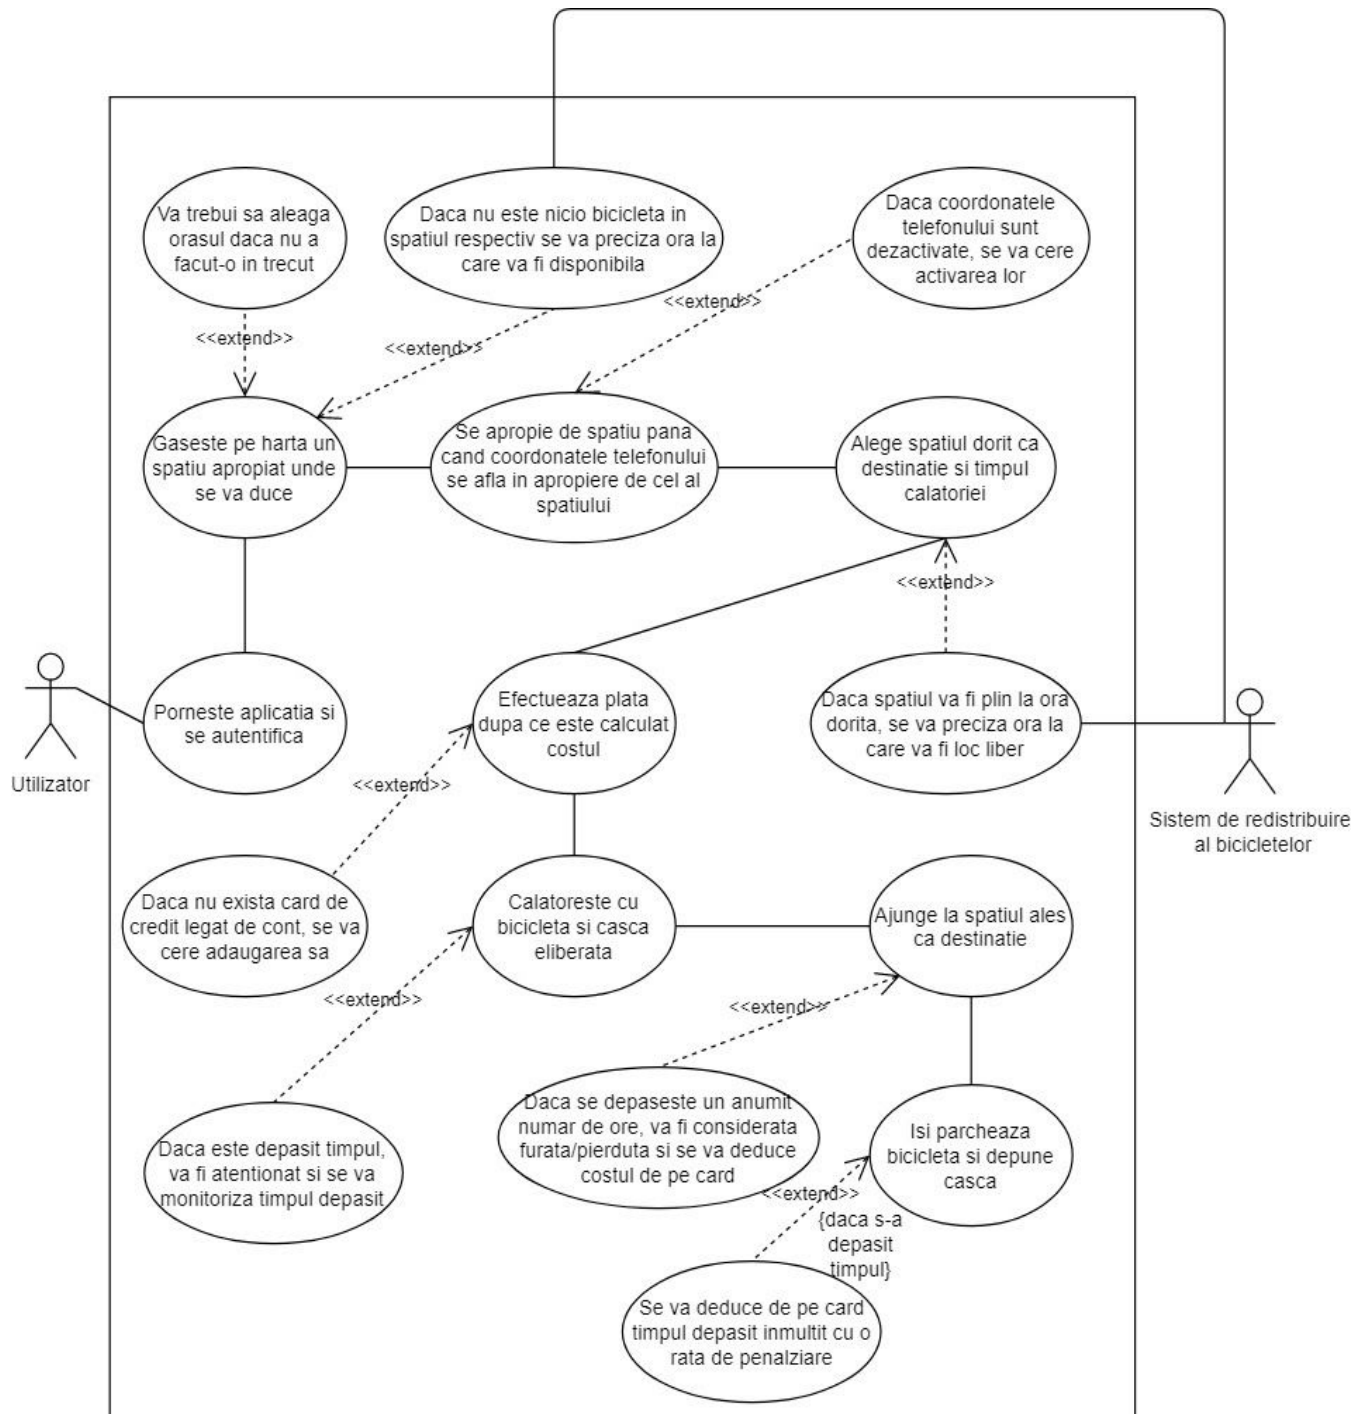 Va trebui sa aleaga
orasul daca nu a
facut-o in trecut
Daca nu este nicio bicicleta in
spatiul respectiv se va preciza ora la
care va fi disponibila
Daca coordonatele
telefonului sunt
dezactivate, se va cere
activarea lor
<<extend>>
<<extend>>
<<extend>>
Gaseste pe harta un
spatiu apropiat unde
se va duce
Se apropie de spatiu pana
cand coordonatele telefonului
se afla in apropiere de cel al
spatiului
Alege spatiul dorit ca
destinatie si timpul
calatoriei
<<extend>>
Utilizator
Porneste aplicatia si
se autentifica
Efectueaza plata
dupa ce este calculat
costul
Daca spatiul va fi plin la ora
dorita, se va preciza ora la
care va fi loc liber
Sistem de redistribuire
al bicicletelor
<<extend>>
Daca nu exista card de
credit legat de cont, se va
cere adaugarea sa
Calatoreste cu
bicicleta si casca
eliberata
Ajunge la spatiul ales
ca destinatie
<<extend>>
<<extend>>
Daca este depasit timpul,
va fi atentionat si se va
monitoriza timpul depasit
Daca se depaseste un anumit
numar de ore, va fi considerata
furata/pierduta si se va deduce
costul de pe card
Isi parcheaza
bicicleta si depune
casca
<<extend>>
{daca s-a
depasit
timpul}
Se va deduce de pe card
timpul depasit inmultit cu o
rata de penalziare